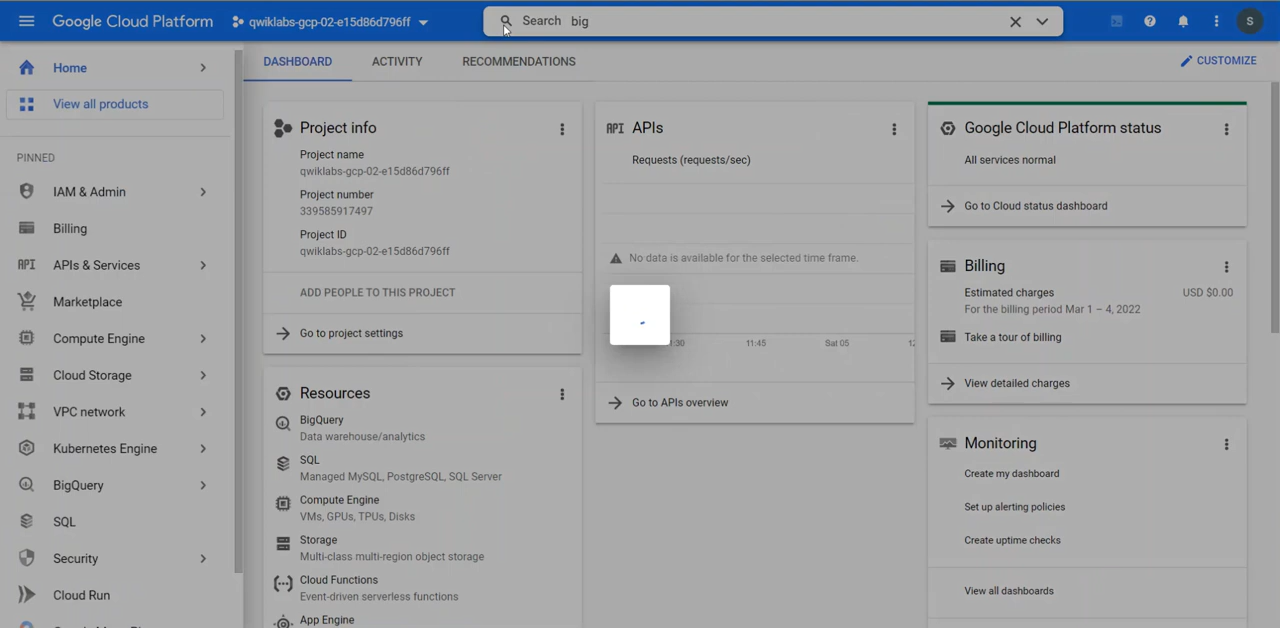 Google Cloud Platform
qwiklabs-gcp-02-e15d86d796ff
Search big
S
Home
View all products
PINNED
IAM & Admin
Billing
API
APIs & Services
Marketplace
Compute Engine
Cloud Storage
VPC network
Kubernetes Engine
BigQuery
SQL
Security
Cloud Run
DASHBOARD
ACTIVITY
RECOMMENDATIONS
CUSTOMIZE
Project info
Project name
qwiklabs-gcp-02-e15d86d796ff
Project number
339585917497
Project ID
qwiklabs-gcp-02-e15d86d796ff
ADD PEOPLE TO THIS PROJECT
Go to project settings
Resources
BigQuery
Data warehouse/analytics
SQL
Managed MySQL, PostgreSQL, SQL Server
Compute Engine
VMs, GPUs, TPUs, Disks
Storage
Multi-class multi-region object storage
Cloud Functions
Event-driven serverless functions
App Engine
API APIs
Requests (requests/sec)
No data is available for the selected time frame.
:30
11:45
Sat 05
12
Go to APIs overview
Google Cloud Platform status
All services normal
Go to Cloud status dashboard
Billing
Estimated charges USD $0.00
For the billing period Mar 1 – 4, 2022
Take a tour of billing
View detailed charges
Monitoring
Create my dashboard
Set up alerting policies
Create uptime checks
View all dashboards